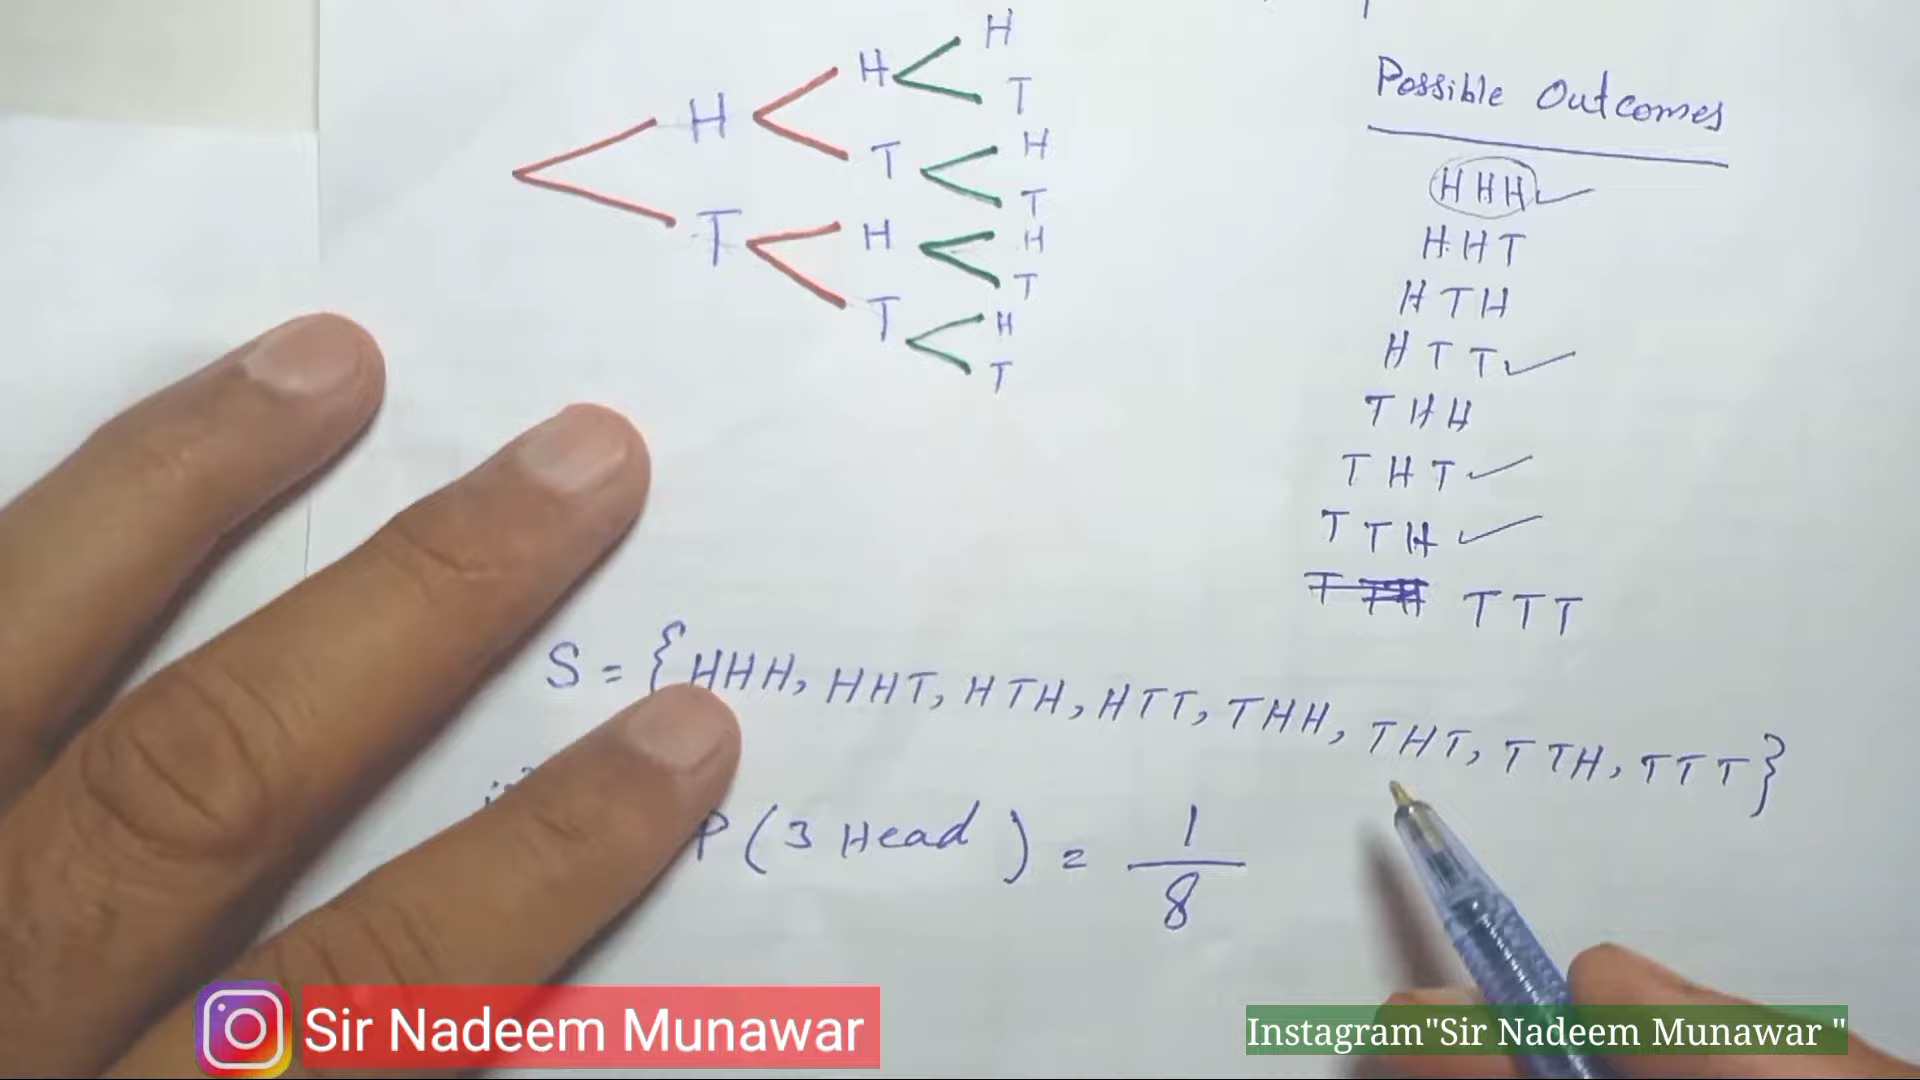 H
H
T
H
H
T
T
H
T
H
H
T
T
H
T
T
Possible Outcomes
HHH
HHT
HTH
HTT
THH
THT
TTH
TTT
S = {HHH, HHT, HTH, HTT, THH, THT, TTH, TTT}
P (3 Head) = 1
8
Sir Nadeem Munawar
Instagram"Sir Nadeem Munawar "